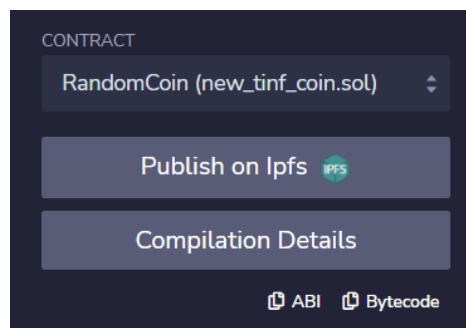 CONTRACT
RandomCoin (new_tinf_coin.sol)
Publish on Ipfs IPFS
Compilation Details
ABI Bytecode